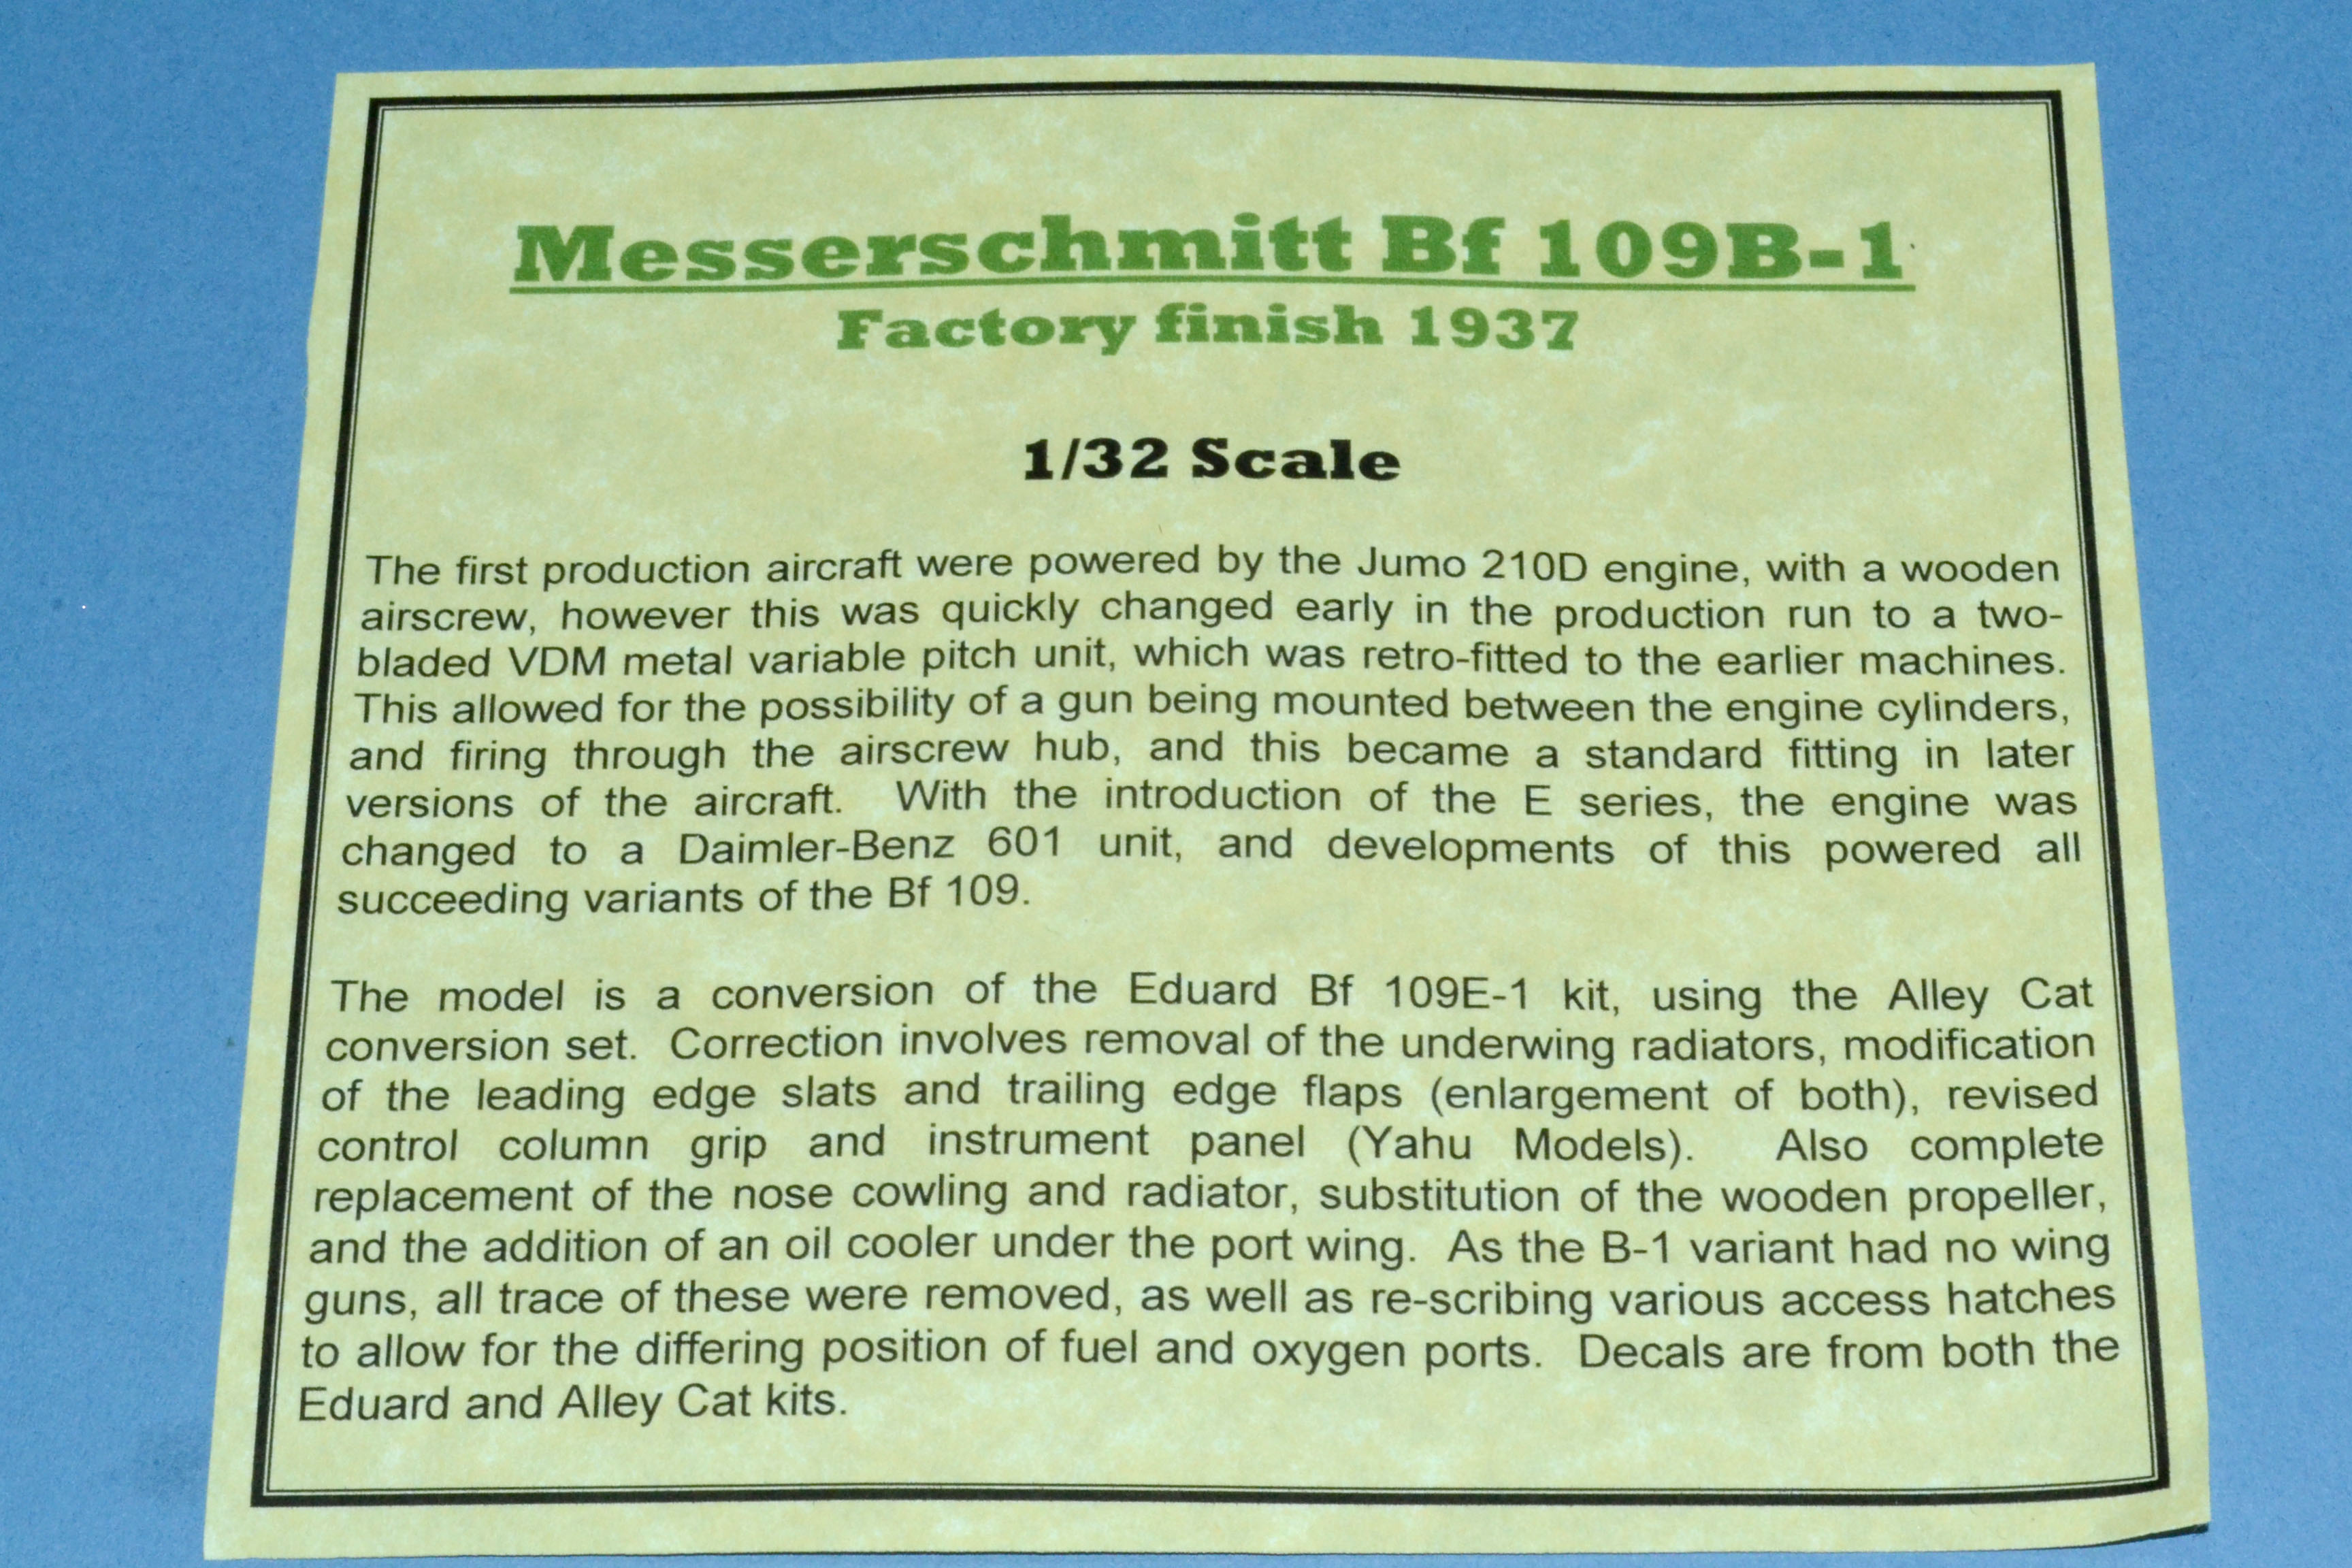 Messerschmitt Bf 109B-1
Factory finish 1937
1/32 Scale
The first production aircraft were powered by the Jumo 210D engine, with a wooden
airscrew, however this was quickly changed early in the production run to a two-
bladed VDM metal variable pitch unit, which was retro-fitted to the earlier machines.
This allowed for the possibility of a gun being mounted between the engine cylinders,
and firing through the airscrew hub, and this became a standard fitting in later
versions of the aircraft. With the introduction of the E series, the engine was
changed to a Daimler-Benz 601 unit, and developments of this powered all
succeeding variants of the Bf 109.
The model is a conversion of the Eduard Bf 109E-1 kit, using the Alley Cat
conversion set. Correction involves removal of the underwing radiators, modification
of the leading edge slats and trailing edge flaps (enlargement of both), revised
control column grip and instrument panel (Yahu Models). Also complete
replacement of the nose cowling and radiator, substitution of the wooden propeller,
and the addition of an oil cooler under the port wing. As the B-1 variant had no wing
guns, all trace of these were removed, as well as re-scribing various access hatches
to allow for the differing position of fuel and oxygen ports. Decals are from both the
Eduard and Alley Cat kits.